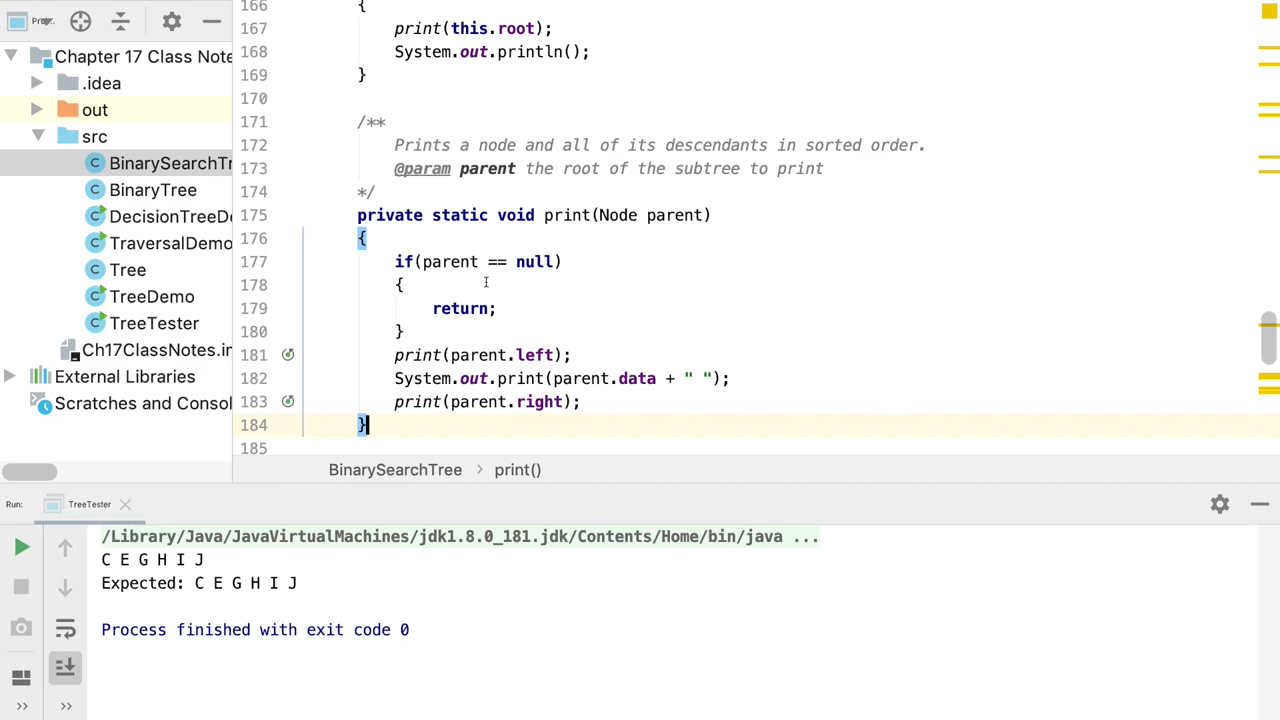 Pro
Chapter 17 Class Note
.idea
out
src
BinarySearchTr
BinaryTree
DecisionTreeDe
TraversalDemo
Tree
TreeDemo
TreeTester
Ch17ClassNotes.im
External Libraries
Scratches and Conso
166 {
167 print(this.root);
168 System.out.println();
169 }
170
171 /**
172 Prints a node and all of its descendants in sorted order.
173 @param parent the root of the subtree to print
174 */
175 private static void print(Node parent)
176 {
177 if(parent == null)
178 {
179 return;
180 }
181 print(parent.left);
182 System.out.print(parent.data + " ");
183 print(parent.right);
184 }
185
BinarySearchTree > print()
Run: TreeTester
/Library/Java/JavaVirtualMachines/jdk1.8.0_181.jdk/Contents/Home/bin/java ...
C E G H I J
Expected: C E G H I J
Process finished with exit code 0